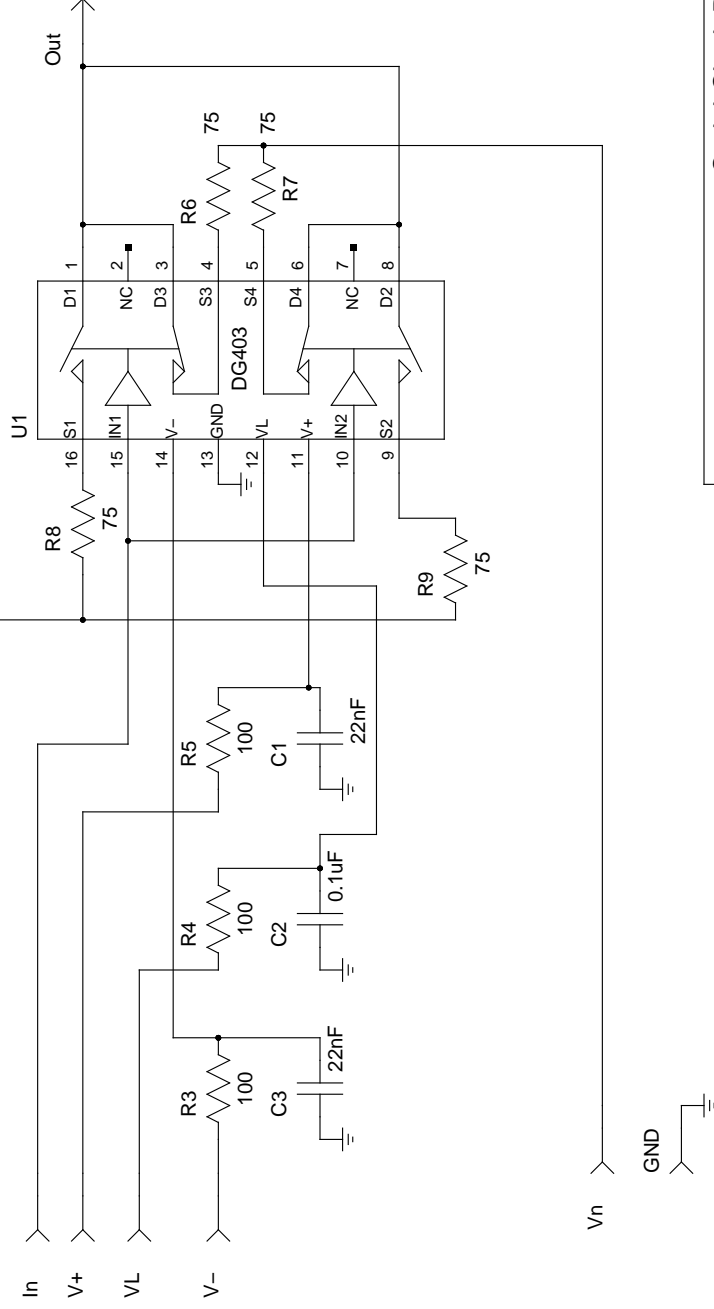 In
U1
Out
V+
R8
75
16
S1
D1
1
15
IN1
NC
2
VL
14
V−
D3
3
R3
100
R4
100
R5
100
R6
75
V−
13
GND
S3
4
DG403
12
VL
S4
5
75
R7
C3
22nF
C2
0.1uF
C1
22nF
11
V+
D4
6
10
IN2
NC
7
9
S2
D2
8
R9
75
Vn
GND